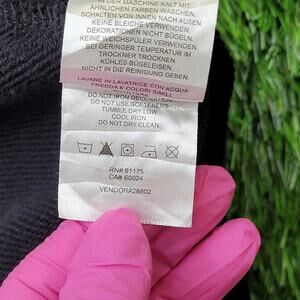 IN DER MASCHINE KALT MIT
ÄHNLICHEN FARBEN WASCHEN.
SCHALTEN VON INNEN NACH AUßEN
KEINE BLEICHE VERWENDEN,
DEKORATIONEN NICHT BÜGELN,
KEINE WEICHSPÜLER VERWENDEN,
BEI GERINGER TEMPERATUR IM
TROCKNER TROCKNEN.
KÜHLES BÜGELEISEN.
NICHT IN DIE REINIGUNG GEBEN.
LAVARE IN LAVATRICE CON ACQUA
FREDDA E COLORI SIMILI.
DO NOT IRON DECORATION.
DO NOT USE SOFTENERS.
TUMBLE DRY LOW.
COOL IRON.
DO NOT DRY CLEAN.
RN# 91175
CA# 60024
VENDOR#28802